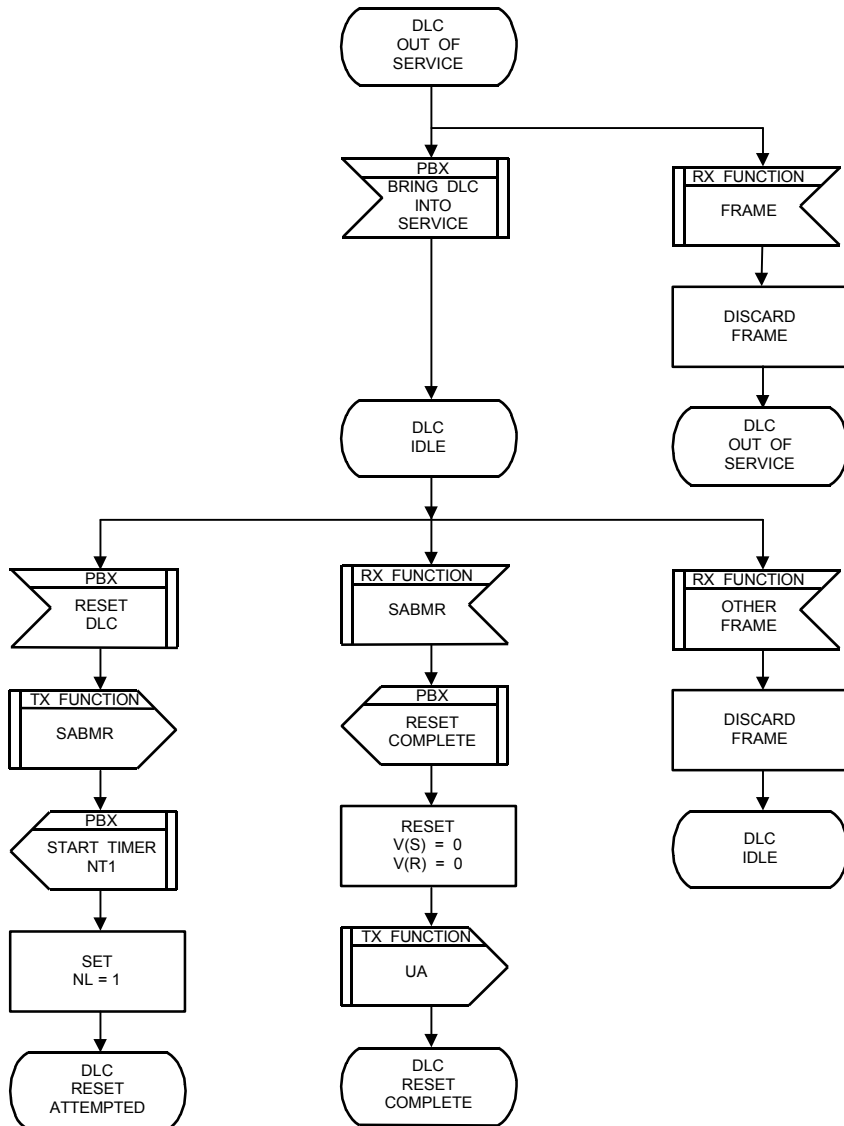 DLC
OUT OF
SERVICE
PBX
BRING DLC
INTO
SERVICE
RX FUNCTION
FRAME
DISCARD
FRAME
DLC
IDLE
DLC
OUT OF
SERVICE
PBX
RESET
DLC
RX FUNCTION
SABMR
RX FUNCTION
OTHER
FRAME
TX FUNCTION
SABMR
PBX
RESET
COMPLETE
DISCARD
FRAME
PBX
START TIMER
NT1
RESET
V(S) = 0
V(R) = 0
DLC
IDLE
SET
NL = 1
TX FUNCTION
UA
DLC
RESET
ATTEMPTED
DLC
RESET
COMPLETE